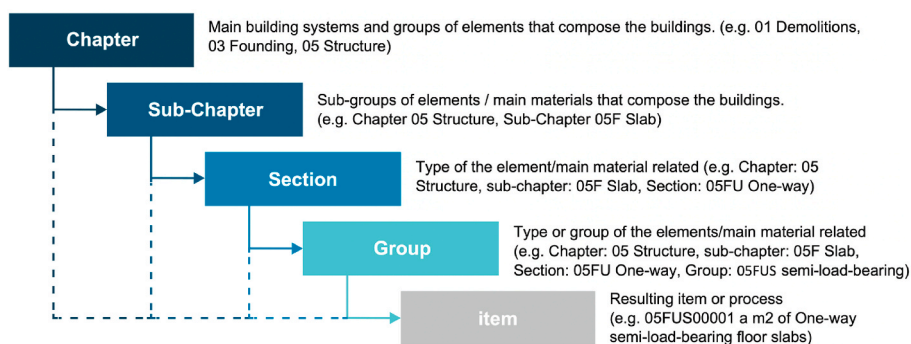 Chapter
Main building systems and groups of elements that compose the buildings. (e.g. 01 Demolitions,
03 Founding, 05 Structure)
Sub-Chapter
Sub-groups of elements / main materials that compose the buildings.
(e.g. Chapter 05 Structure, Sub-Chapter 05F Slab)
Section
Type of the element/main material related (e.g. Chapter: 05
Structure, sub-chapter: 05F Slab, Section: 05FU One-way)
Group
Type or group of the elements/main material related
(e.g. Chapter: 05 Structure, sub-chapter: 05F Slab,
Section: 05FU One-way, Group: 05FUS semi-load-bearing)
item
Resulting item or process
(e.g. 05FUS00001 a m2 of One-way
semi-load-bearing floor slabs)